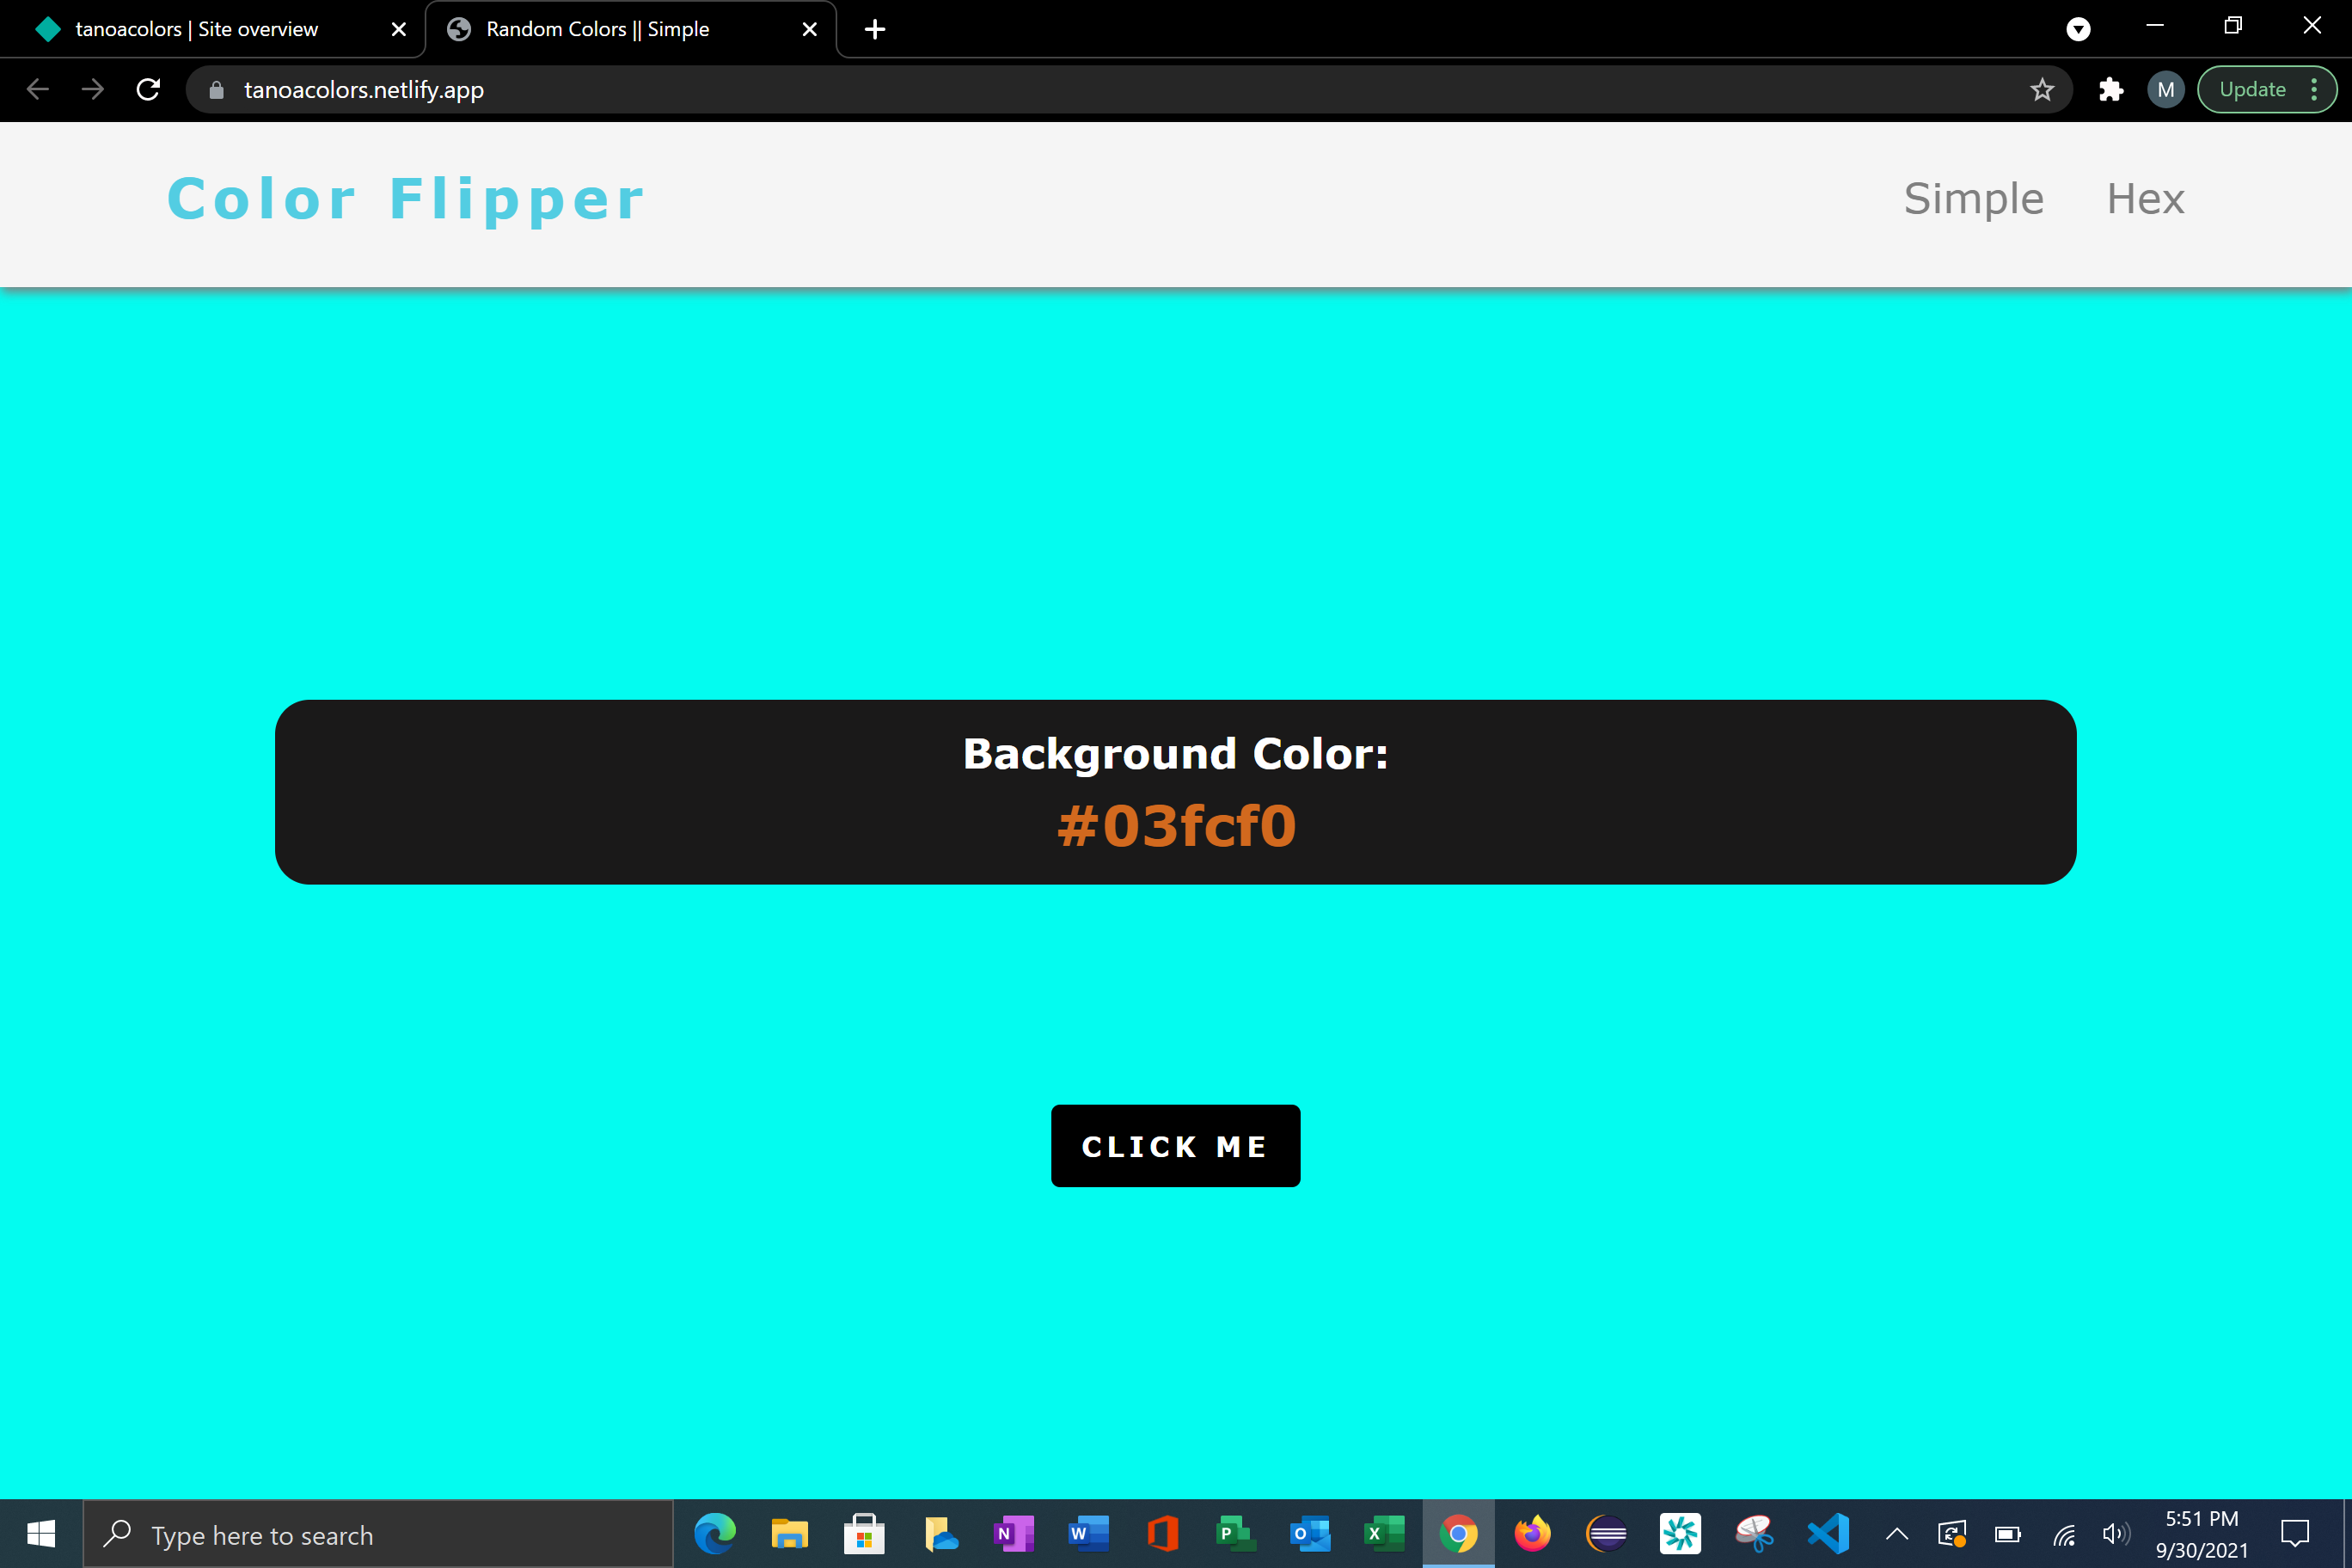 tanoacolors | Site overview
Random Colors || Simple
tanoacolors.netlify.app
M
Update
Color Flipper
Simple
Hex
Background Color:
#03fcf0
CLICK ME
Type here to search
N
W
P
O
X
5:51 PM
9/30/2021